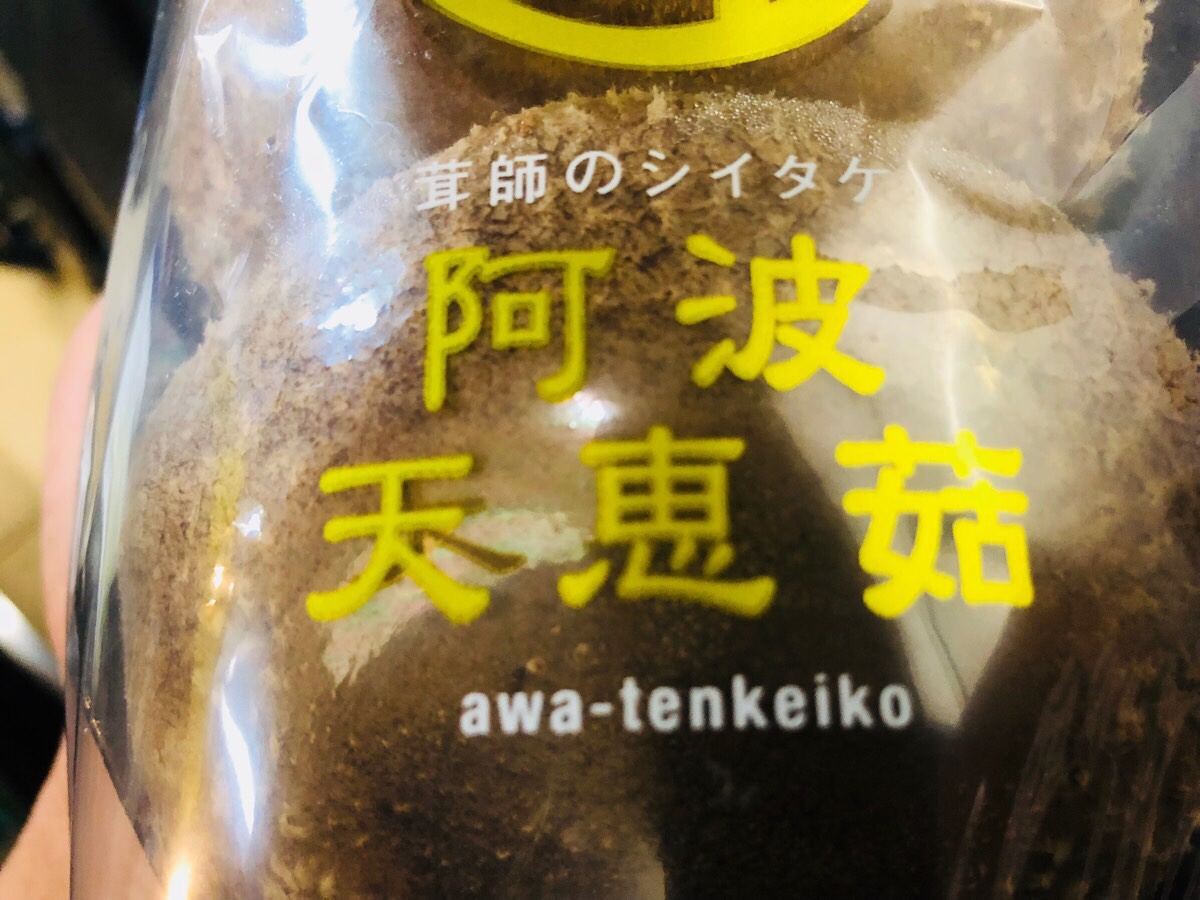 茸師のシイタケ
阿波
天恵菇
awa-tenkeiko